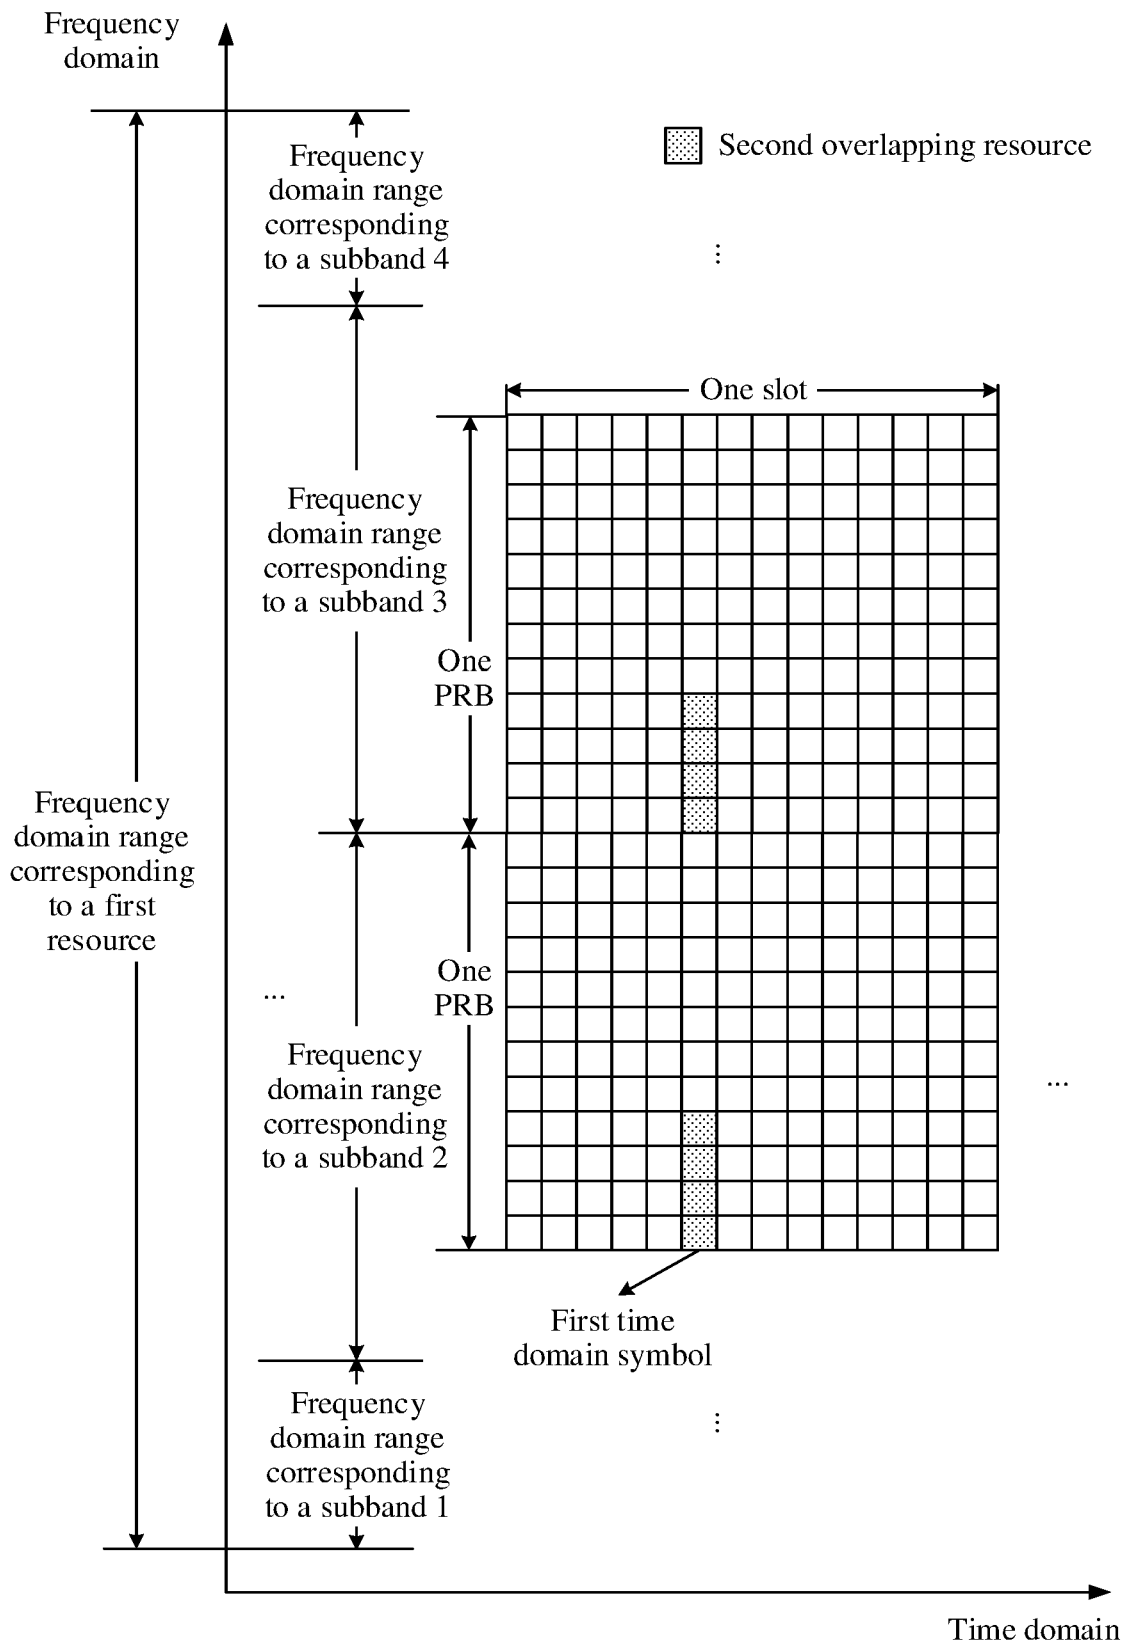 Frequency
domain
Frequency
domain range
corresponding
to a subband 4
Second overlapping resource
...
One slot
Frequency
domain range
corresponding
to a subband 3
One
PRB
Frequency
domain range
corresponding
to a first
resource
One
PRB
...
Frequency
domain range
corresponding
to a subband 2
...
First time
domain symbol
Frequency
domain range
corresponding
to a subband 1
...
Time domain